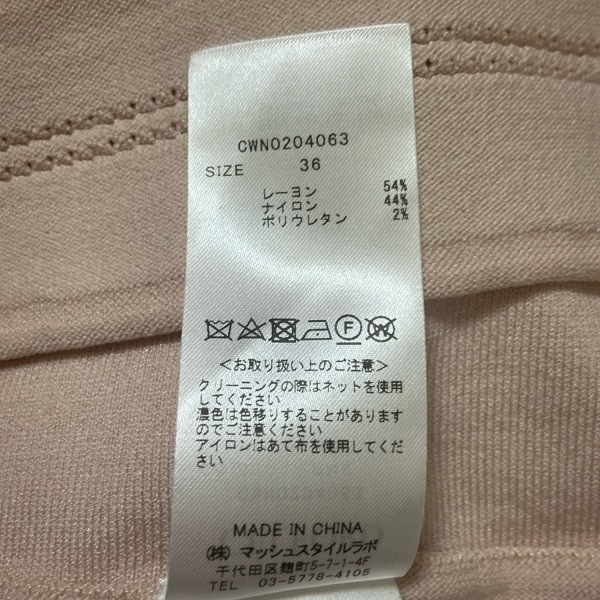 CWN0204063
SIZE 36
レーヨン 54%
ナイロン 44%
ポリウレタン 2%
F W
<お取り扱い上のご注意>
クリーニングの際はネットを使用
してください
濃色は色移りすることがあります
のでご注意ください
アイロンはあて布を使用してくだ
さい
MADE IN CHINA
(株) マッシュスタイルラボ
千代田区麹町5-7-1-4F
TEL 03-5778-4105